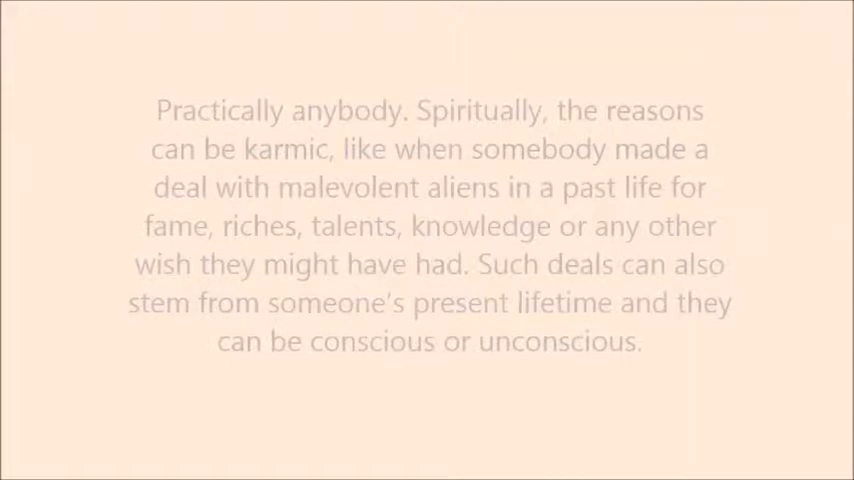 Practically anybody. Spiritually, the reasons
can be karmic, like when somebody made a
deal with malevolent aliens in a past life for
fame, riches, talents, knowledge or any other
wish they might have had. Such deals can also
stem from someone's present lifetime and they
can be conscious or unconscious.